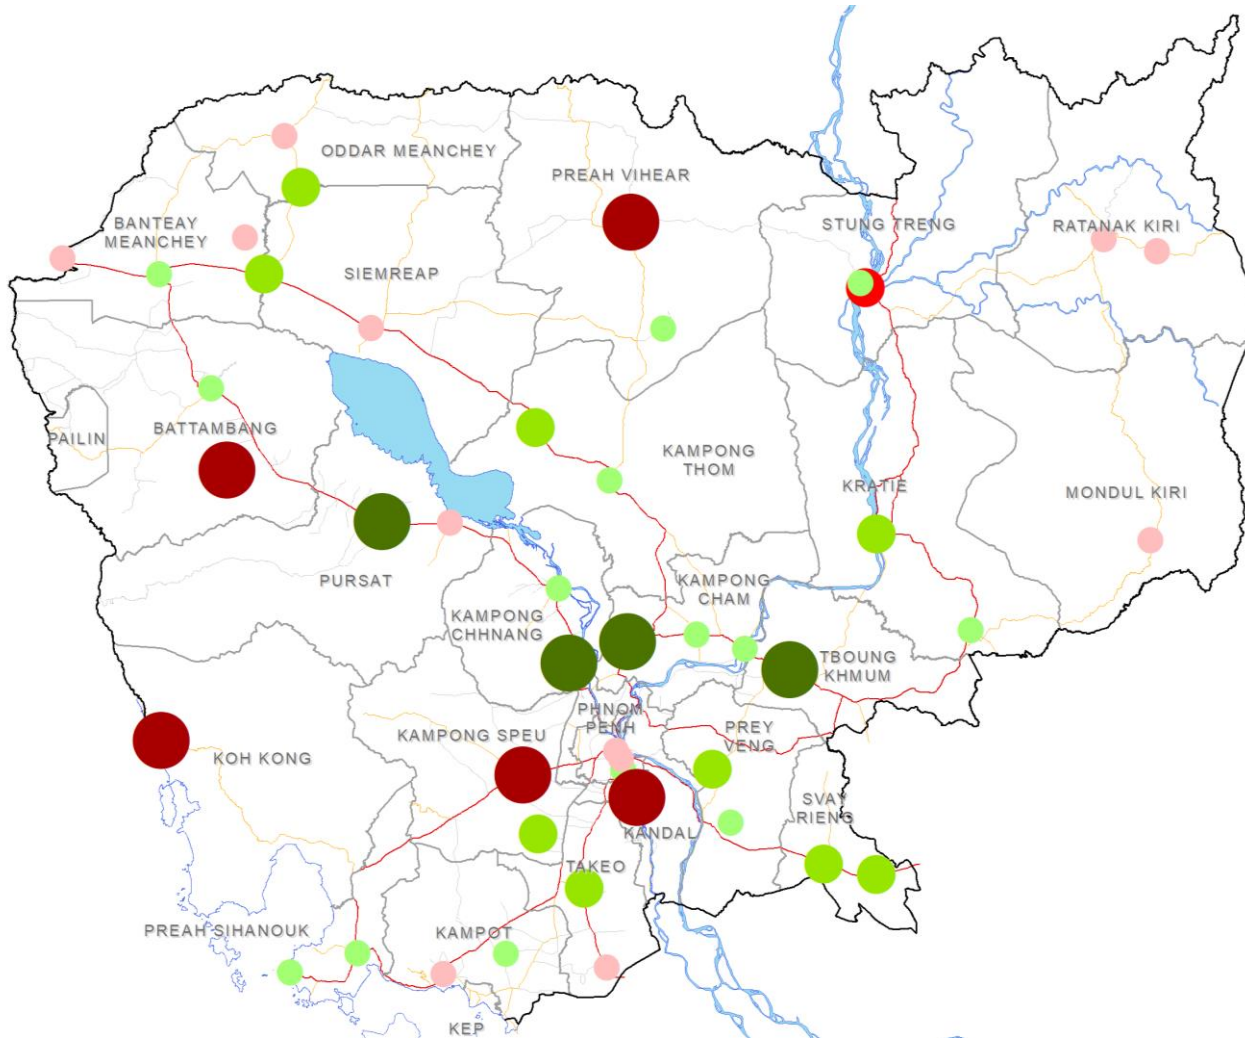 ODDAR MEANCHEY
PREAH VIHEAR
BANTEAY
MEANCHEY
STUNG TRENG
RATANAK KIRI
SIEMREAP
BATTAMBANG
PAILIN
KAMPONG
THOM
KRATIE
MONDUL KIRI
PURSAT
KAMPONG
CHAM
KAMPONG
CHHNANG
TBOUNG
KHMUM
PHNOM
PENH
PREY
VENG
KAMPONG SPEU
KOH KONG
SVAY
RIENG
KANDAL
TAKEO
PREAH SIHANOUK
KAMPOT
KEP